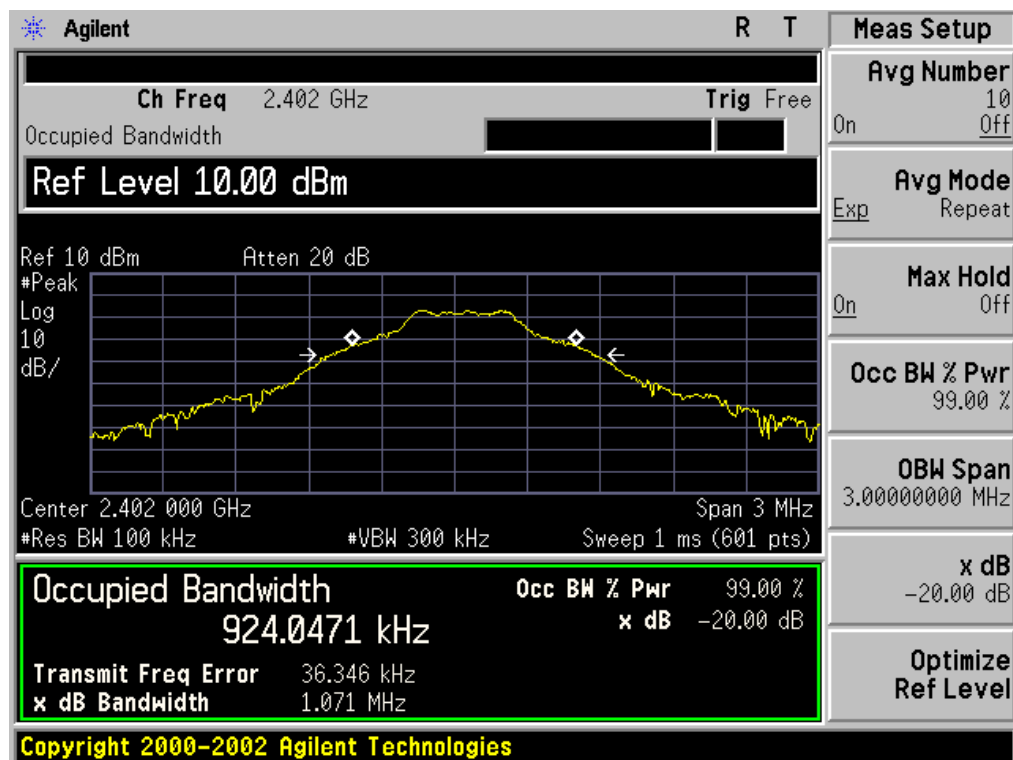 Agilent R T
Ch Freq 2.402 GHz Trig Free
Occupied Bandwidth
Ref Level 10.00 dBm
Ref 10 dBm Atten 20 dB
#Peak
Log
10
dB/
Center 2.402 000 GHz Span 3 MHz
#Res BW 100 kHz #VBW 300 kHz Sweep 1 ms (601 pts)
Occupied Bandwidth
924.0471 kHz
Occ BW % Pwr 99.00 %
x dB -20.00 dB
Transmit Freq Error 36.346 kHz
x dB Bandwidth 1.071 MHz
Copyright 2000-2002 Agilent Technologies
Meas Setup
Avg Number
10
On Off
Avg Mode
Exp Repeat
Max Hold
On Off
Occ BW % Pwr
99.00 %
OBW Span
3.00000000 MHz
x dB
-20.00 dB
Optimize
Ref Level